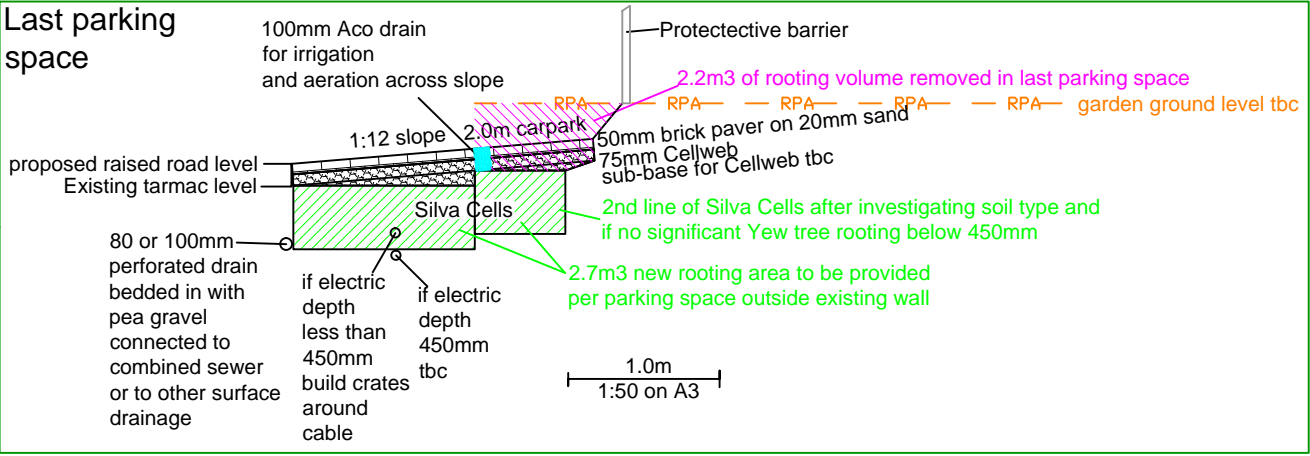 Last parking
space
100mm Aco drain
for irrigation
and aeration across slope
Protectective barrier
2.2m3 of rooting volume removed in last parking space
RPA RPA RPA RPA RPA
garden ground level tbc
1:12 slope
2.0m carpark
50mm brick paver on 20mm sand
75mm Cellweb
sub-base for Cellweb tbc
proposed raised road level
Existing tarmac level
Silva Cells
2nd line of Silva Cells after investigating soil type and
if no significant Yew tree rooting below 450mm
2.7m3 new rooting area to be provided
per parking space outside existing wall
80 or 100mm
perforated drain
bedded in with
pea gravel
connected to
combined sewer
or to other surface
drainage
if electric
depth
less than
450mm
build crates
around
cable
if electric
depth
450mm
tbc
1.0m
1:50 on A3